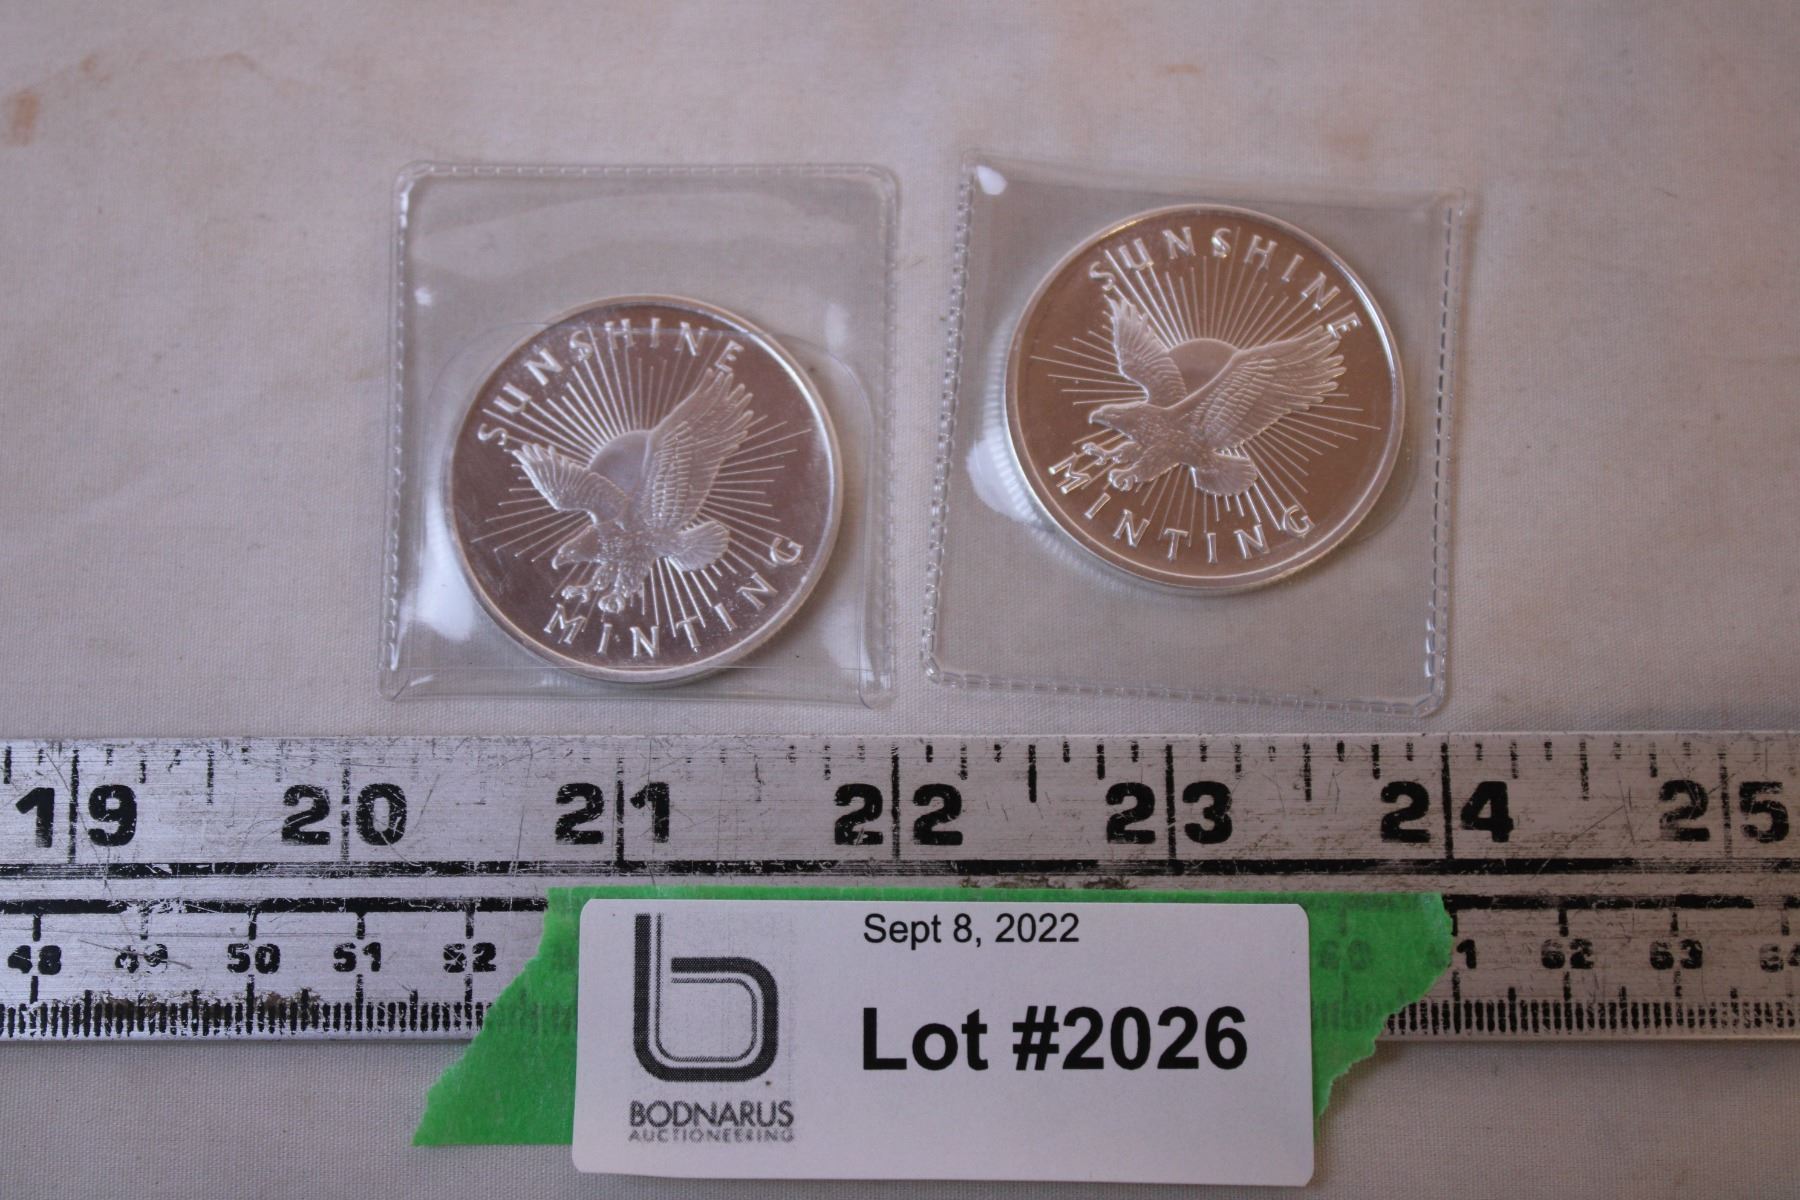 SUNSHINE
MINTING
SUNSHINE
MINTING
19 20 21 22 23 24 25
48 49 50 51 52 62 63
Sept 8, 2022
Lot #2026
BODNARUS
AUCTIONEERING